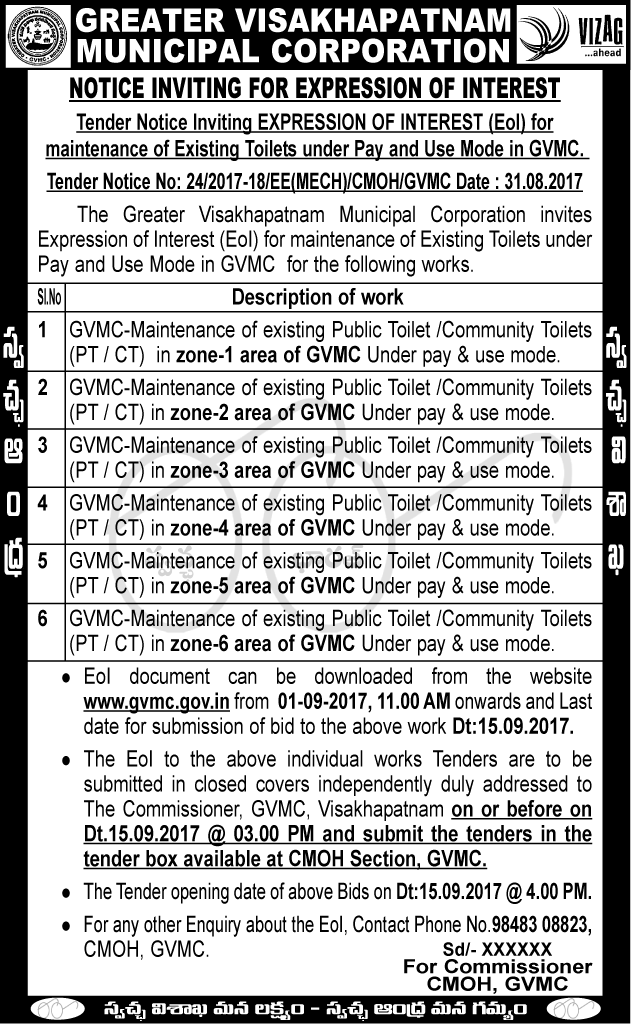 GREATER VISAKHAPATNAM
MUNICIPAL CORPORATION
VIZAG
...ahead
NOTICE INVITING FOR EXPRESSION OF INTEREST
Tender Notice Inviting EXPRESSION OF INTEREST (EoI) for
maintenance of Existing Toilets under Pay and Use Mode in GVMC.
Tender Notice No: 24/2017-18/EE(MECH)/CMOH/GVMC Date : 31.08.2017
The Greater Visakhapatnam Municipal Corporation invites
Expression of Interest (EoI) for maintenance of Existing Toilets under
Pay and Use Mode in GVMC for the following works.
Sl.No Description of work
1 GVMC-Maintenance of existing Public Toilet /Community Toilets
(PT / CT) in zone-1 area of GVMC Under pay & use mode.
2 GVMC-Maintenance of existing Public Toilet /Community Toilets
(PT / CT) in zone-2 area of GVMC Under pay & use mode.
3 GVMC-Maintenance of existing Public Toilet /Community Toilets
(PT / CT) in zone-3 area of GVMC Under pay & use mode.
4 GVMC-Maintenance of existing Public Toilet /Community Toilets
(PT / CT) in zone-4 area of GVMC Under pay & use mode.
5 GVMC-Maintenance of existing Public Toilet /Community Toilets
(PT / CT) in zone-5 area of GVMC Under pay & use mode.
6 GVMC-Maintenance of existing Public Toilet /Community Toilets
(PT / CT) in zone-6 area of GVMC Under pay & use mode.
• EoI document can be downloaded from the website
www.gvmc.gov.in from 01-09-2017, 11.00 AM onwards and Last
date for submission of bid to the above work Dt:15.09.2017.
• The EoI to the above individual works Tenders are to be
submitted in closed covers independently duly addressed to
The Commissioner, GVMC, Visakhapatnam on or before on
Dt.15.09.2017 @ 03.00 PM and submit the tenders in the
tender box available at CMOH Section, GVMC.
• The Tender opening date of above Bids on Dt:15.09.2017 @ 4.00 PM.
• For any other Enquiry about the EoI, Contact Phone No.98483 08823,
CMOH, GVMC.
Sd/- XXXXXX
For Commissioner
CMOH, GVMC
స్వచ్ఛ ఆంధ్ర
స్వచ్ఛ విశాఖ
స్వచ్ఛ విశాఖ మన లక్ష్యం - స్వచ్ఛ ఆంధ్ర మన గమ్యం